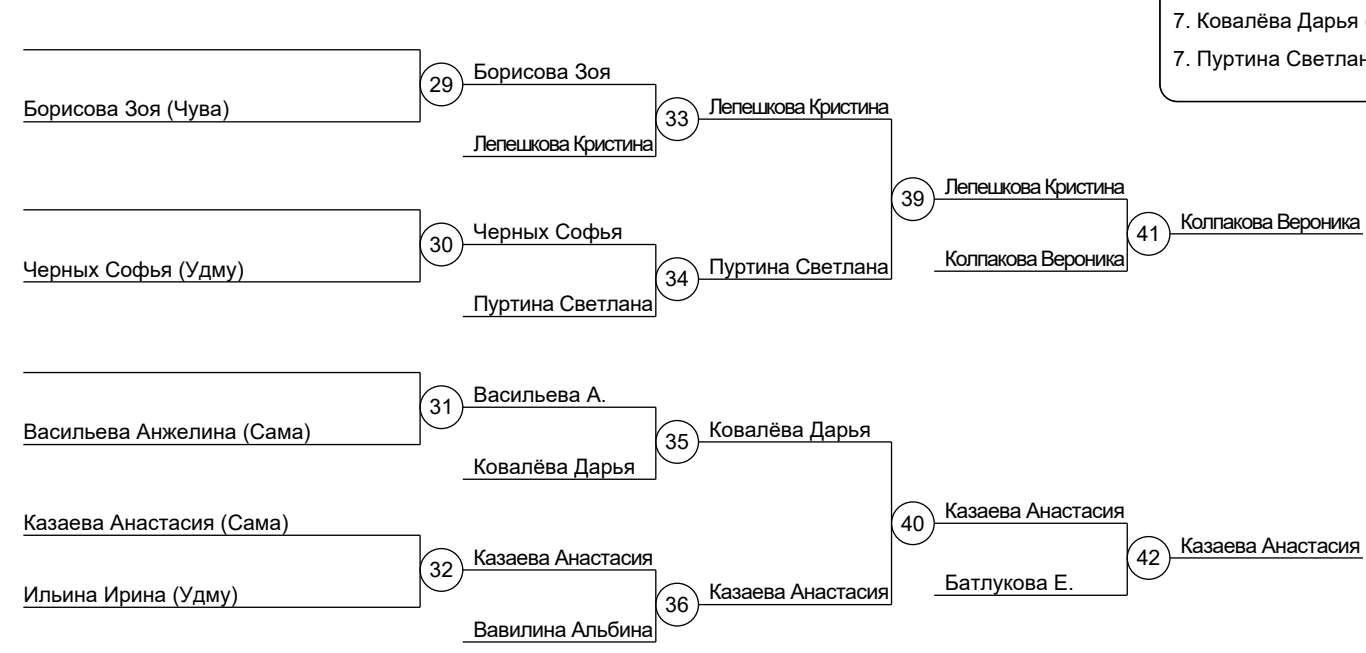 7. Ковалёва Дарья
7. Пуртина Светлан
29
Борисова Зоя
Борисова Зоя (Чува)
Лепешкова Кристина
33
Лепешкова Кристина
39
Лепешкова Кристина
30
Черных Софья
Черных Софья (Удму)
34
Пуртина Светлана
Пуртина Светлана
Колпакова Вероника
41
Колпакова Вероника
31
Васильева А.
Васильева Анжелина (Сама)
35
Ковалёва Дарья
Ковалёва Дарья
Казаева Анастасия (Сама)
40
Казаева Анастасия
32
Казаева Анастасия
42
Казаева Анастасия
Ильина Ирина (Удму)
36
Казаева Анастасия
Батлукова Е.
Вавилина Альбина